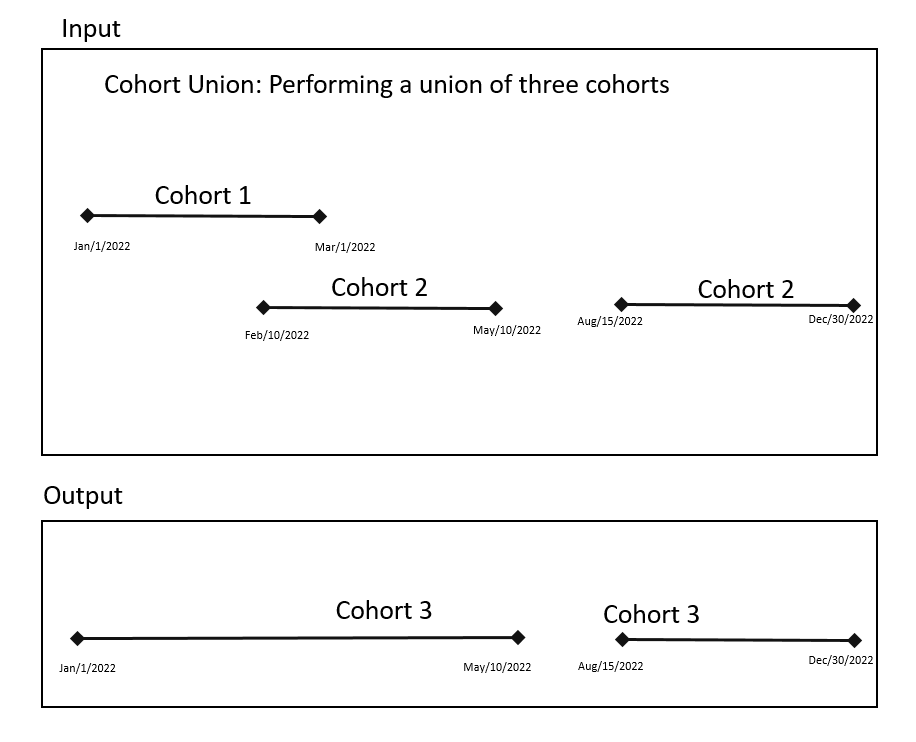 Input
Cohort Union: Performing a union of three cohorts
Cohort 1
Jan/1/2022
Mar/1/2022
Cohort 2
Feb/10/2022
May/10/2022
Cohort 2
Aug/15/2022
Dec/30/2022
Output
Cohort 3
Jan/1/2022
May/10/2022
Cohort 3
Aug/15/2022
Dec/30/2022